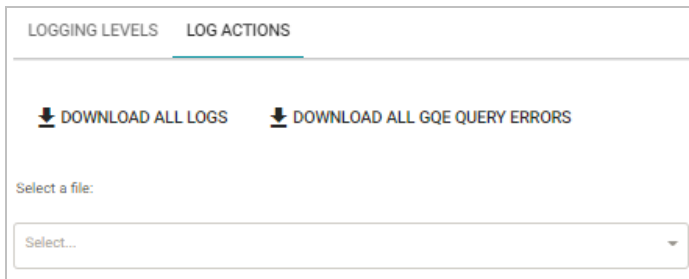 LOGGING LEVELS LOG ACTIONS
DOWNLOAD ALL LOGS DOWNLOAD ALL GQE QUERY ERRORS
Select a file:
Select...